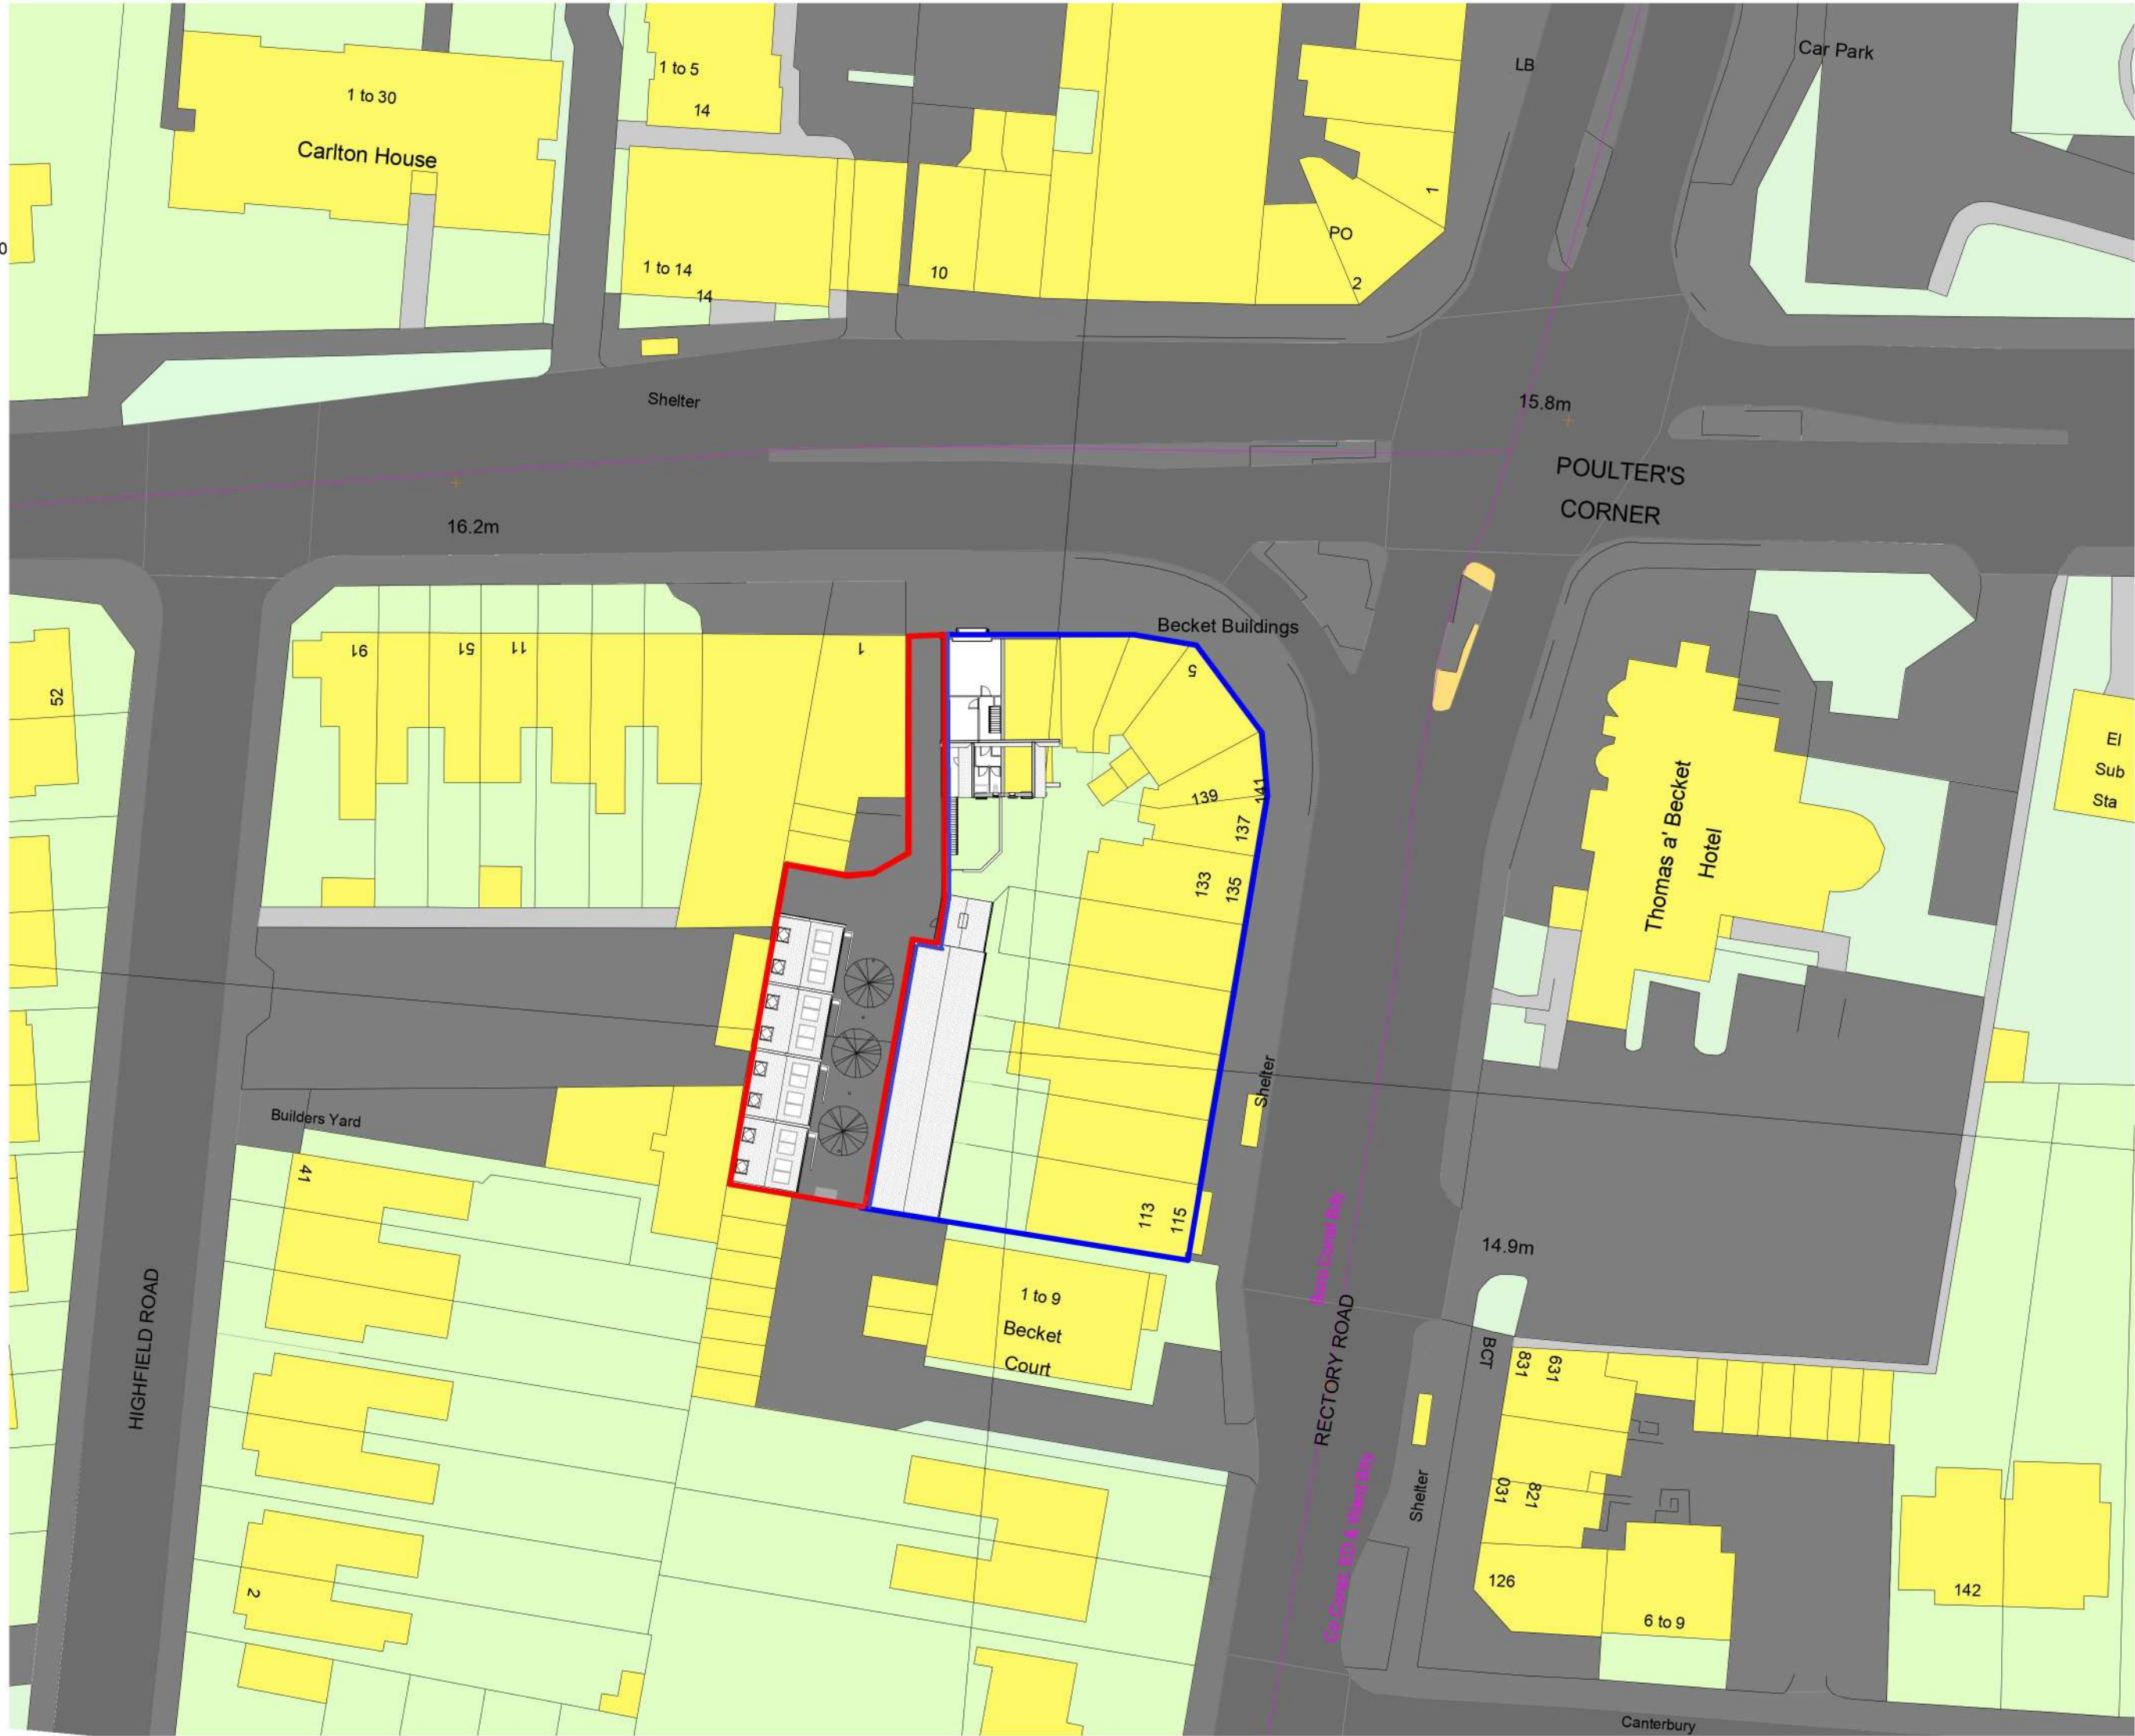 1 to 5
14
1 to 30
Carlton House
LB
Car Park
0
1
PO
2
1 to 14
14
10
Shelter
15.8m
POULTER'S
CORNER
16.2m
Becket Buildings
91
51
11
1
5
52
El
Sub
Sta
139
141
137
133
135
Thomas a' Becket
Hotel
Builders Yard
Shelter
41
113
115
14.9m
1 to 9
Becket
Court
HIGHFIELD ROAD
RECTORY ROAD
BCT
831
631
Shelter
031
821
126
6 to 9
142
2
Canterbury